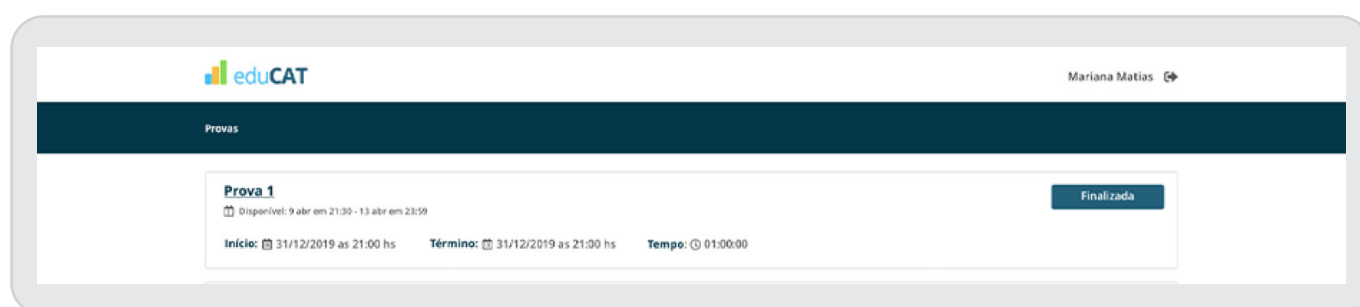 eduCAT
Mariana Matias
Provas
Prova 1
Finalizada
Disponível: 9 abr em 21:30 - 13 abr em 23:59
Início: 31/12/2019 as 21:00 hs Término: 31/12/2019 as 21:00 hs Tempo: 01:00:00